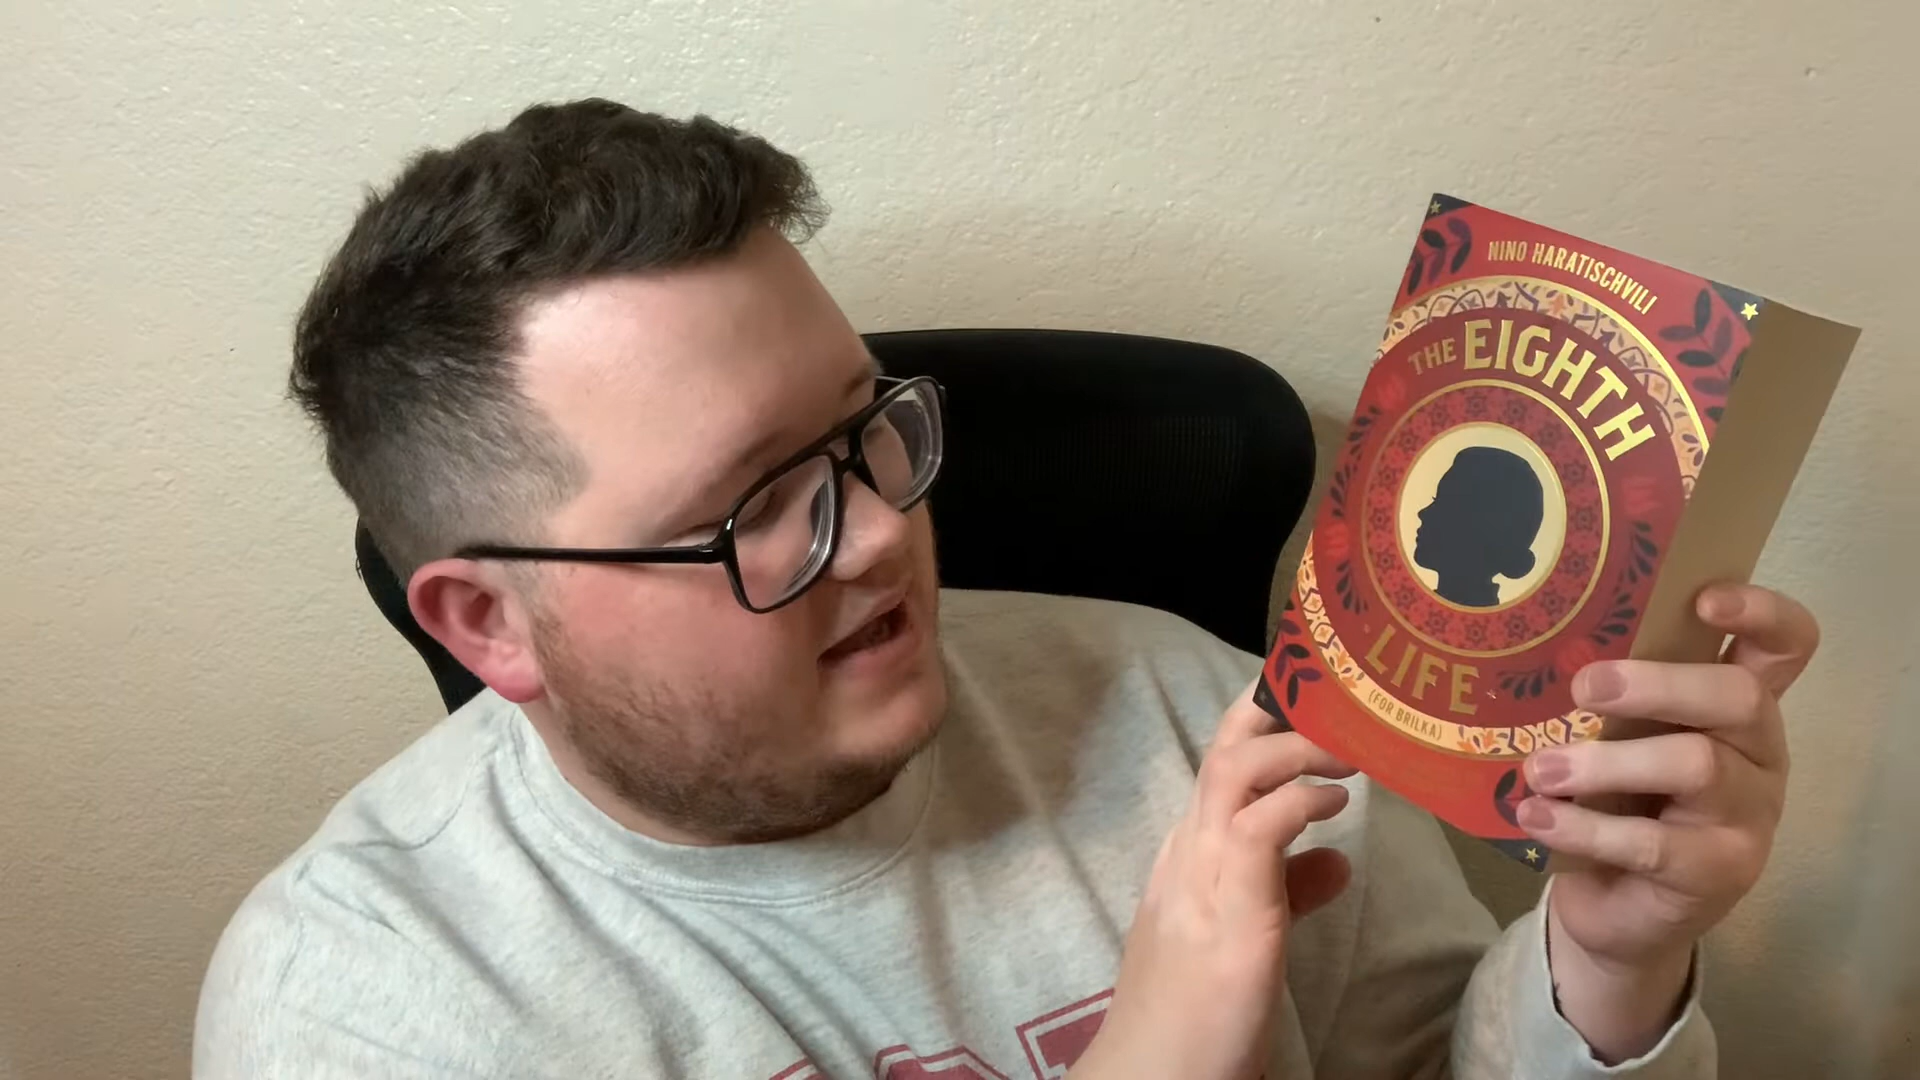 NINO HARATISCHVILI
THE EIGHTH
LIFE
(FOR BRILKA)